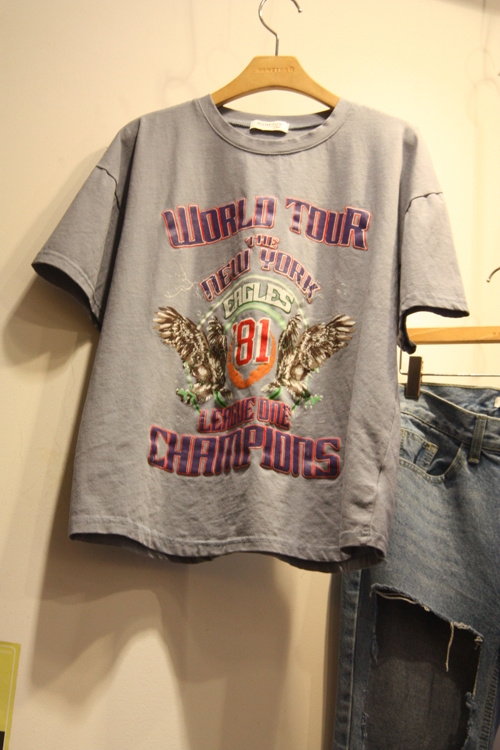 WORLD TOUR
THE
NEW YORK
EAGLES
'81
LEAGUE ONE
CHAMPIONS